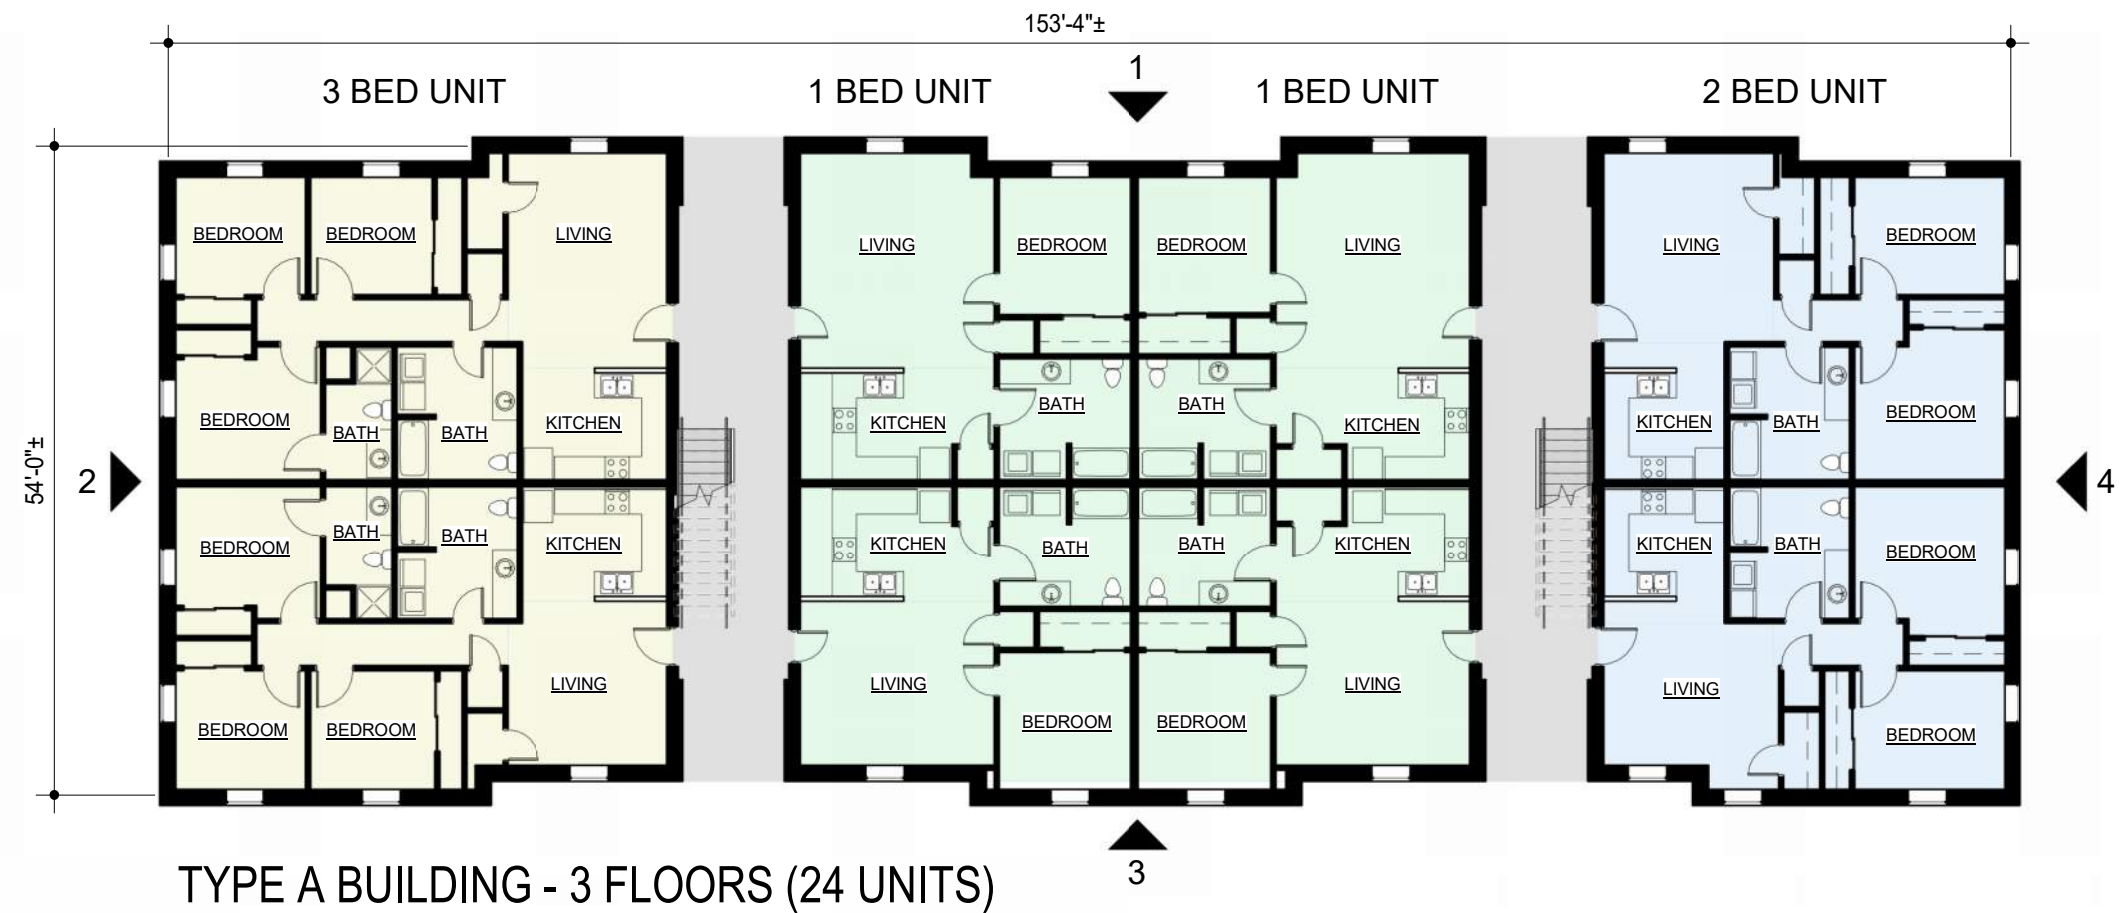 153'-4"±
3 BED UNIT
1 BED UNIT
1
1 BED UNIT
2 BED UNIT
BEDROOM
BEDROOM
LIVING
LIVING
BEDROOM
BEDROOM
LIVING
LIVING
BEDROOM
BEDROOM
BATH
BATH
KITCHEN
KITCHEN
BATH
BATH
KITCHEN
KITCHEN
BATH
BEDROOM
54'-0"±
2
4
BEDROOM
BATH
BATH
KITCHEN
KITCHEN
BATH
BATH
KITCHEN
KITCHEN
BATH
BEDROOM
BEDROOM
BEDROOM
LIVING
LIVING
BEDROOM
BEDROOM
LIVING
LIVING
BEDROOM
3
TYPE A BUILDING - 3 FLOORS (24 UNITS)